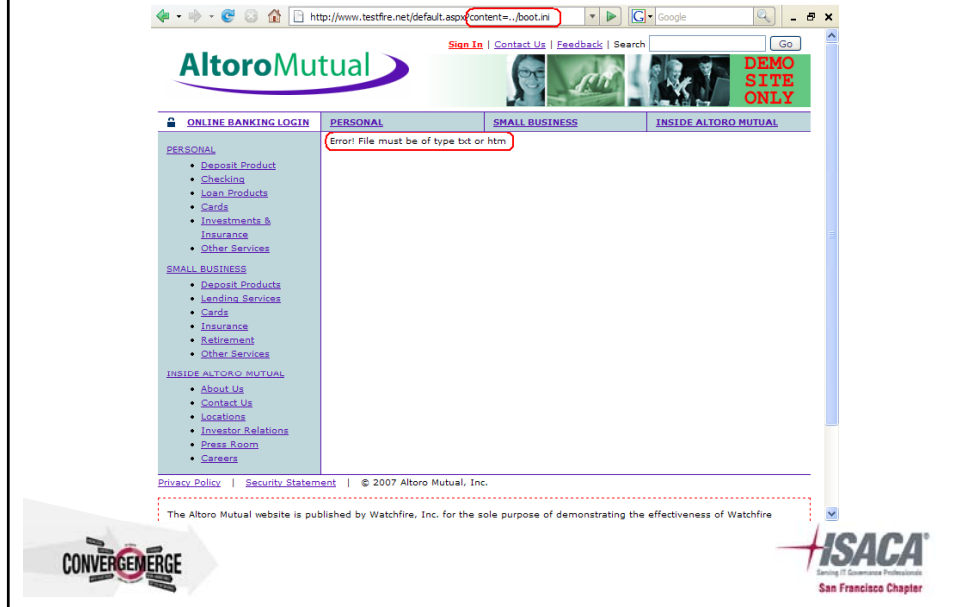 http://www.testfire.net/default.aspx?content=../boot.ini
Google
Sign In | Contact Us | Feedback | Search
Go
AltoroMutual
DEMO
SITE
ONLY
ONLINE BANKING LOGIN
PERSONAL
SMALL BUSINESS
INSIDE ALTORO MUTUAL
Error! File must be of type txt or htm
PERSONAL
• Deposit Product
• Checking
• Loan Products
• Cards
• Investments &
Insurance
• Other Services
SMALL BUSINESS
• Deposit Products
• Lending Services
• Cards
• Insurance
• Retirement
• Other Services
INSIDE ALTORO MUTUAL
• About Us
• Contact Us
• Locations
• Investor Relations
• Press Room
• Careers
Privacy Policy | Security Statement | © 2007 Altoro Mutual, Inc.
The Altoro Mutual website is published by Watchfire, Inc. for the sole purpose of demonstrating the effectiveness of Watchfire
CONVERGEMERGE
ISACA®
Serving IT Governance Professionals
San Francisco Chapter